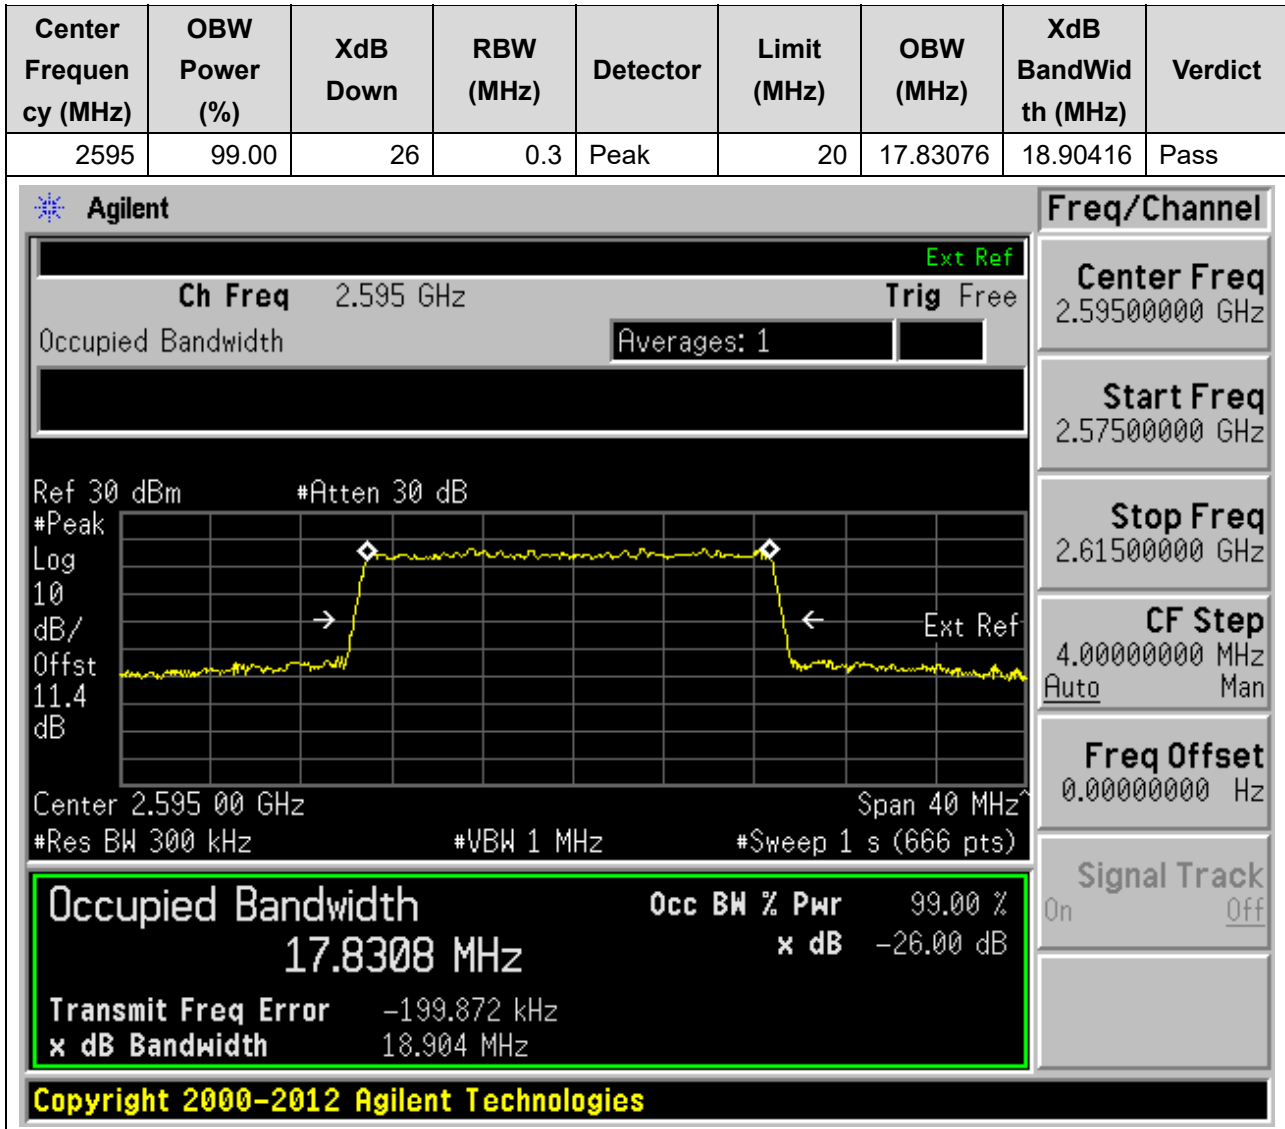 Center Frequen cy (MHz)
OBW Power (%)
XdB Down
RBW (MHz)
Detector
Limit (MHz)
OBW (MHz)
XdB BandWid th (MHz)
Verdict
2595 99.00 26 0.3 Peak 20 17.83076 18.90416 Pass
Agilent
Freq/Channel
Ext Ref
Ch Freq 2.595 GHz Trig Free
Occupied Bandwidth Averages: 1
Center Freq
2.59500000 GHz
Start Freq
2.57500000 GHz
Stop Freq
2.61500000 GHz
CF Step
4.00000000 MHz
Auto Man
Freq Offset
0.00000000 Hz
Signal Track
On Off
Ref 30 dBm #Atten 30 dB
#Peak
Log
10
dB/
Offst
11.4
dB
Ext Ref
Center 2.595 00 GHz Span 40 MHz^
#Res BW 300 kHz #VBW 1 MHz #Sweep 1 s (666 pts)
Occupied Bandwidth Occ BW % Pwr 99.00 %
17.8308 MHz x dB -26.00 dB
Transmit Freq Error -199.872 kHz
x dB Bandwidth 18.904 MHz
Copyright 2000-2012 Agilent Technologies